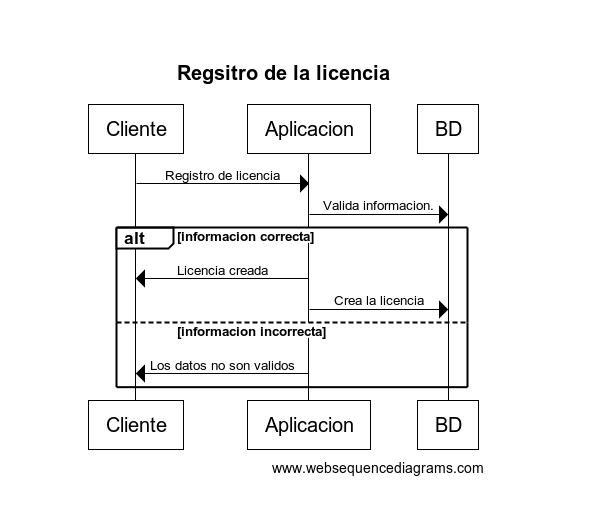 Regsitro de la licencia
Cliente
Aplicacion
BD
Registro de licencia
Valida informacion.
alt
[informacion correcta]
Licencia creada
Crea la licencia
[informacion incorrecta]
Los datos no son validos
Cliente
Aplicacion
BD
www.websequencediagrams.com